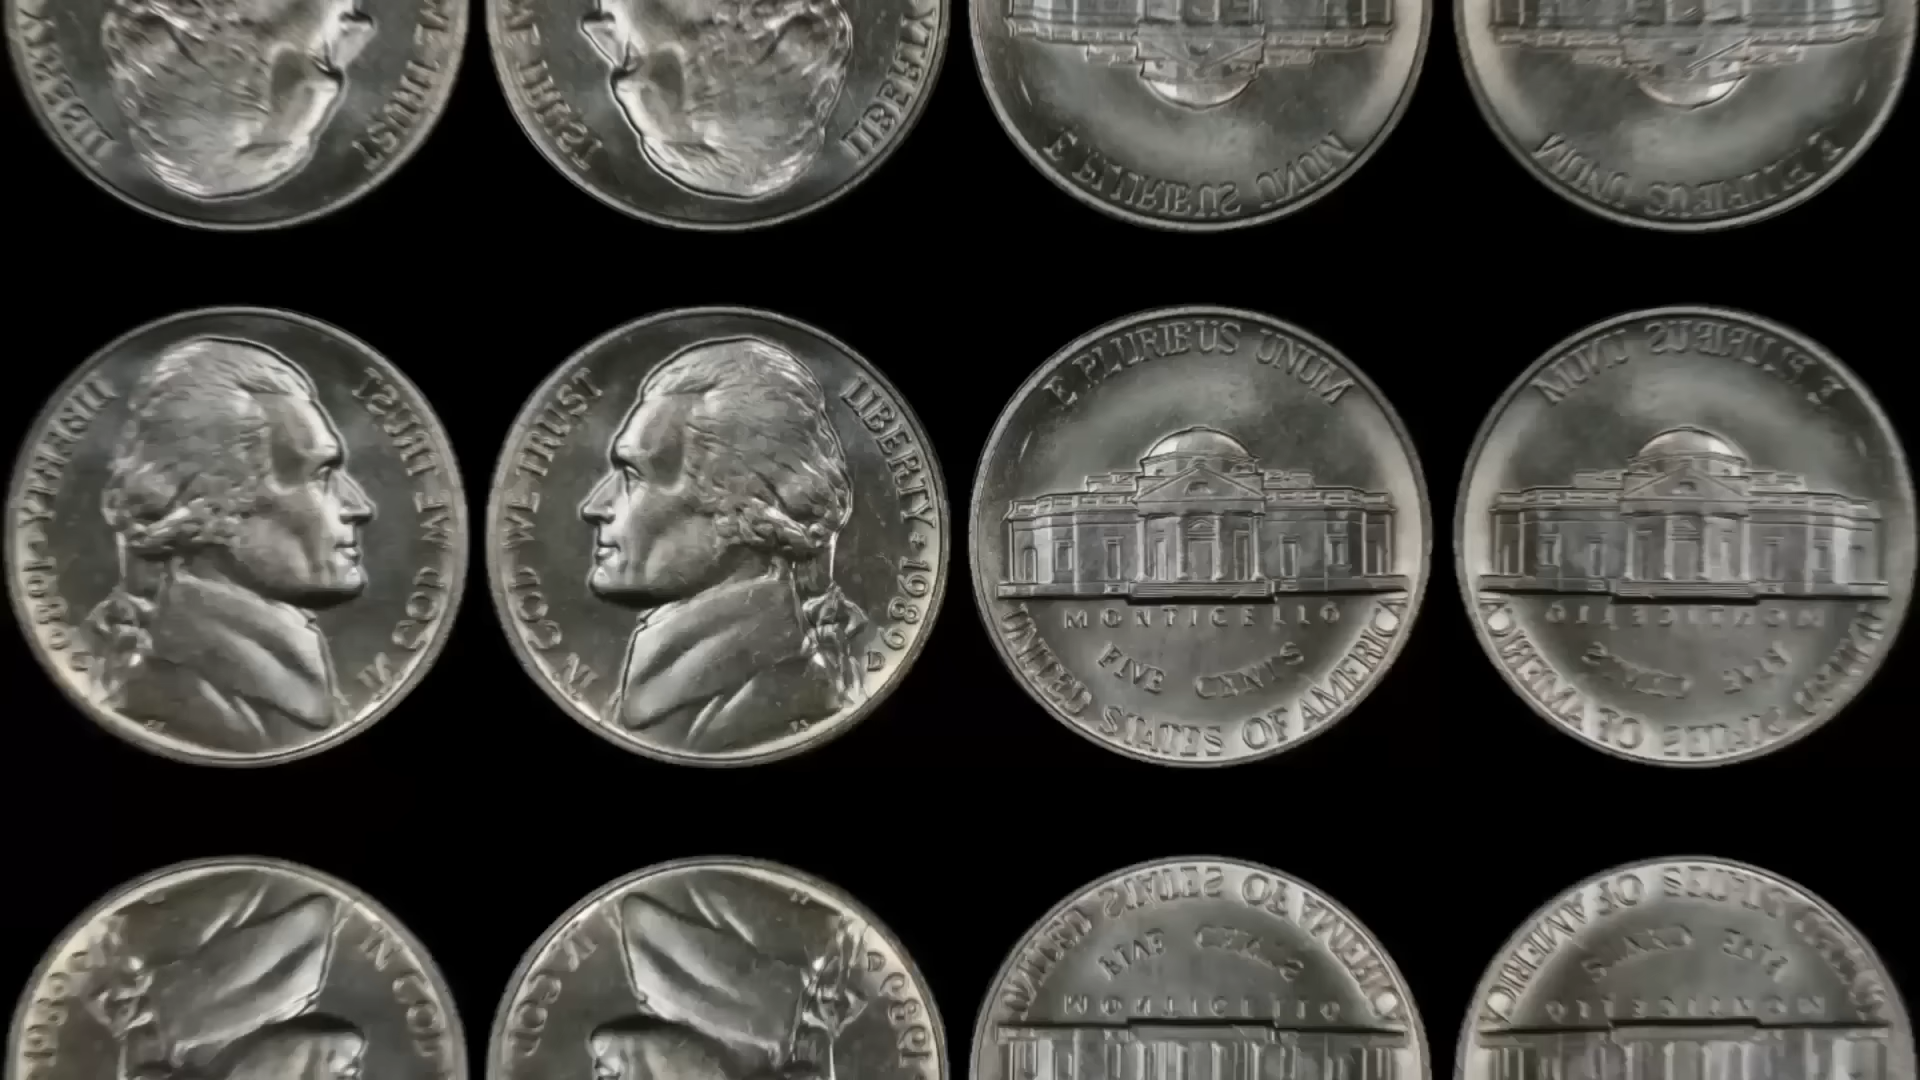 IN GOD WE TRUST
LIBERTY ★ 1989
D
E PLURIBUS UNUM
MONTICELLO
FIVE CENTS
UNITED STATES OF AMERICA